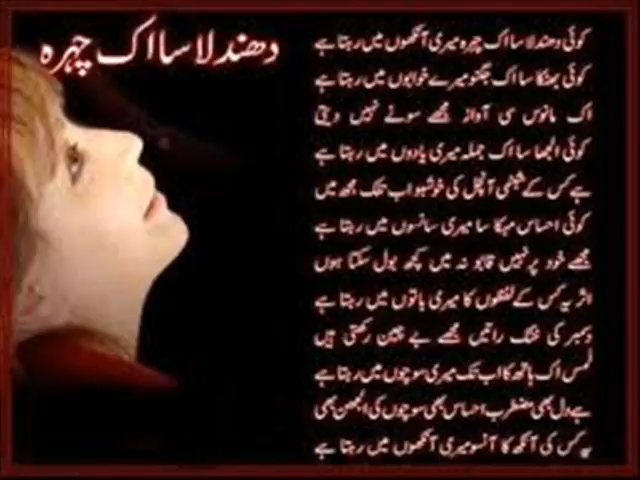 دھندلا سا اک چہرہ
کوئی دھندلا سا اک چہرہ میری آنکھوں میں رہتا ہے
کوئی بھٹکا سا اک جگنو میرے خوابوں میں رہتا ہے
اک مانوس سی آواز مجھے سونے نہیں دیتی
کوئی الجھا سا اک جملہ میری یادوں میں رہتا ہے
ہے کس کے شبنمی آنچل کی خوشبو اب تلک مجھ میں
کوئی احساس مہکا سا میری سانسوں میں رہتا ہے
مجھے خود پر نہیں قابو نہ میں کچھ بول سکتا ہوں
اثر یہ کس کے لفظوں کا میری باتوں میں رہتا ہے
دسمبر کی خنک راتیں مجھے بے چین رکھتی ہیں
لمس اک ہاتھ کا اب تک میری سوچوں میں رہتا ہے
ہے دل بھی مضطرب احساس بھی سوچوں کی الجھن بھی
یہ کس کی آنکھ کا آنسو میری آنکھوں میں رہتا ہے